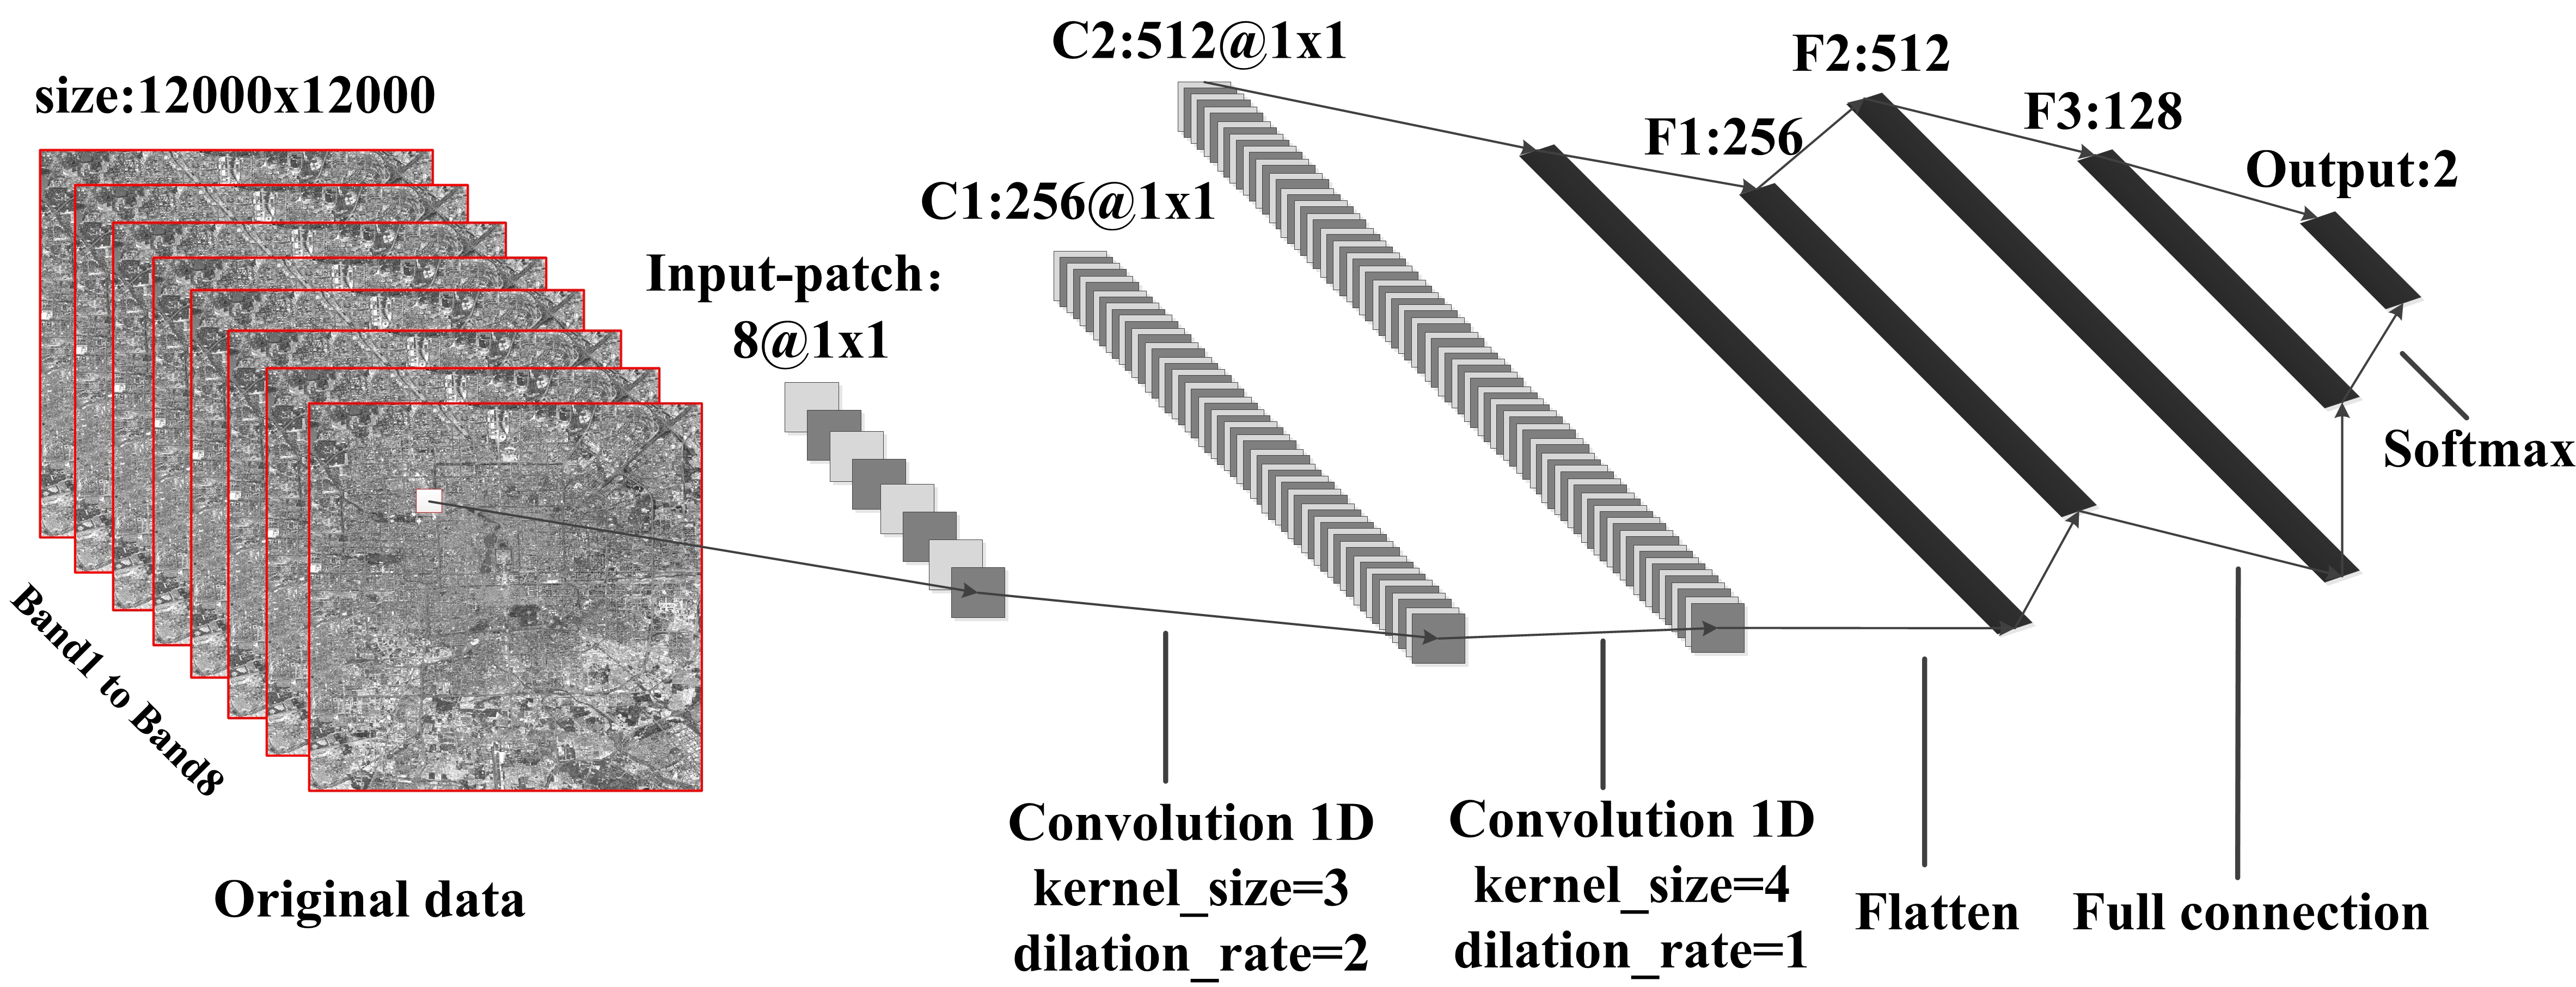 size:12000x12000
Band1 to Band8
Original data
Input-patch：
8@1x1
C1:256@1x1
C2:512@1x1
Convolution 1D
kernel_size=3
dilation_rate=2
Convolution 1D
kernel_size=4
dilation_rate=1
Flatten
F1:256
F2:512
F3:128
Full connection
Output:2
Softmax